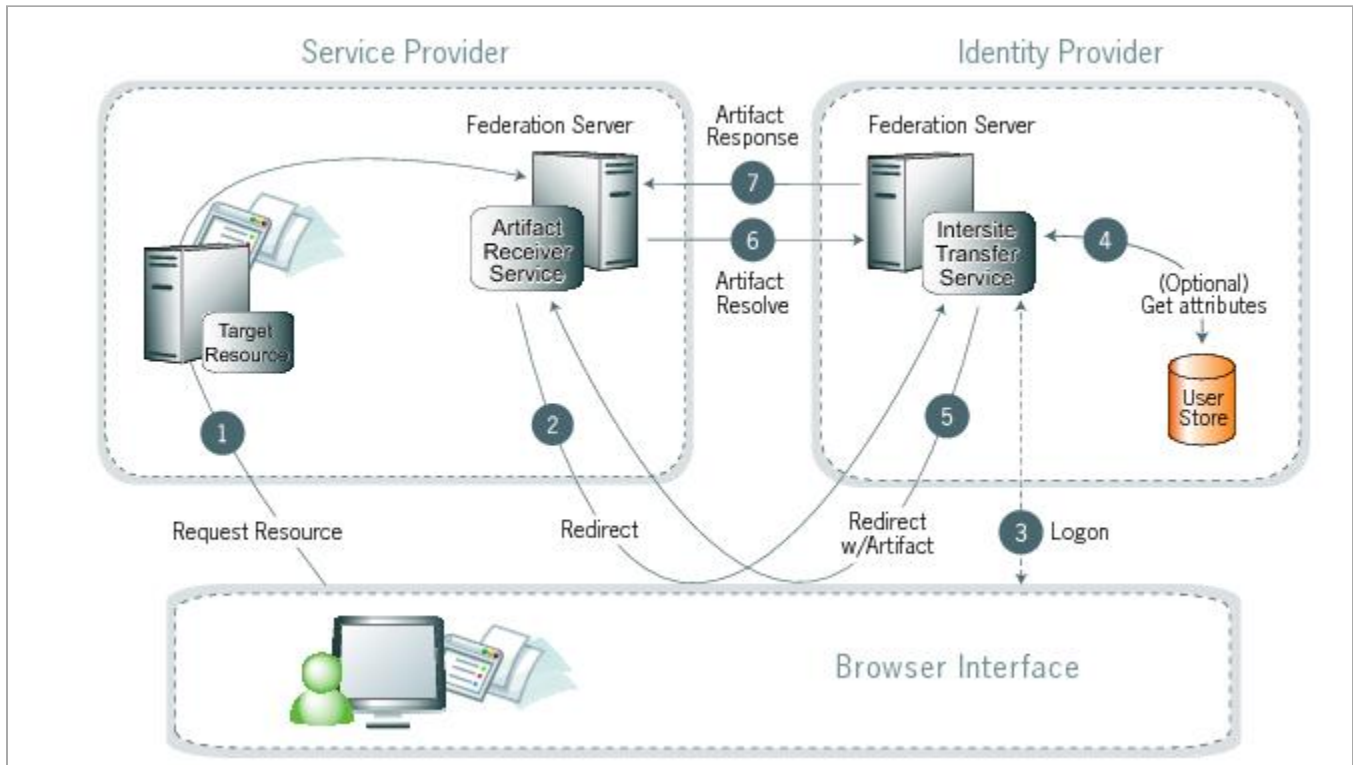 Service Provider
Identity Provider
Federation Server
Artifact
Response
Federation Server
7
Artifact
Receiver
Service
6
Intersite
Transfer
Service
4
Artifact
Resolve
(Optional)
Get attributes
Target
Resource
User
Store
1
2
5
Request Resource
Redirect
Redirect
w/Artifact
3
Logon
Browser Interface